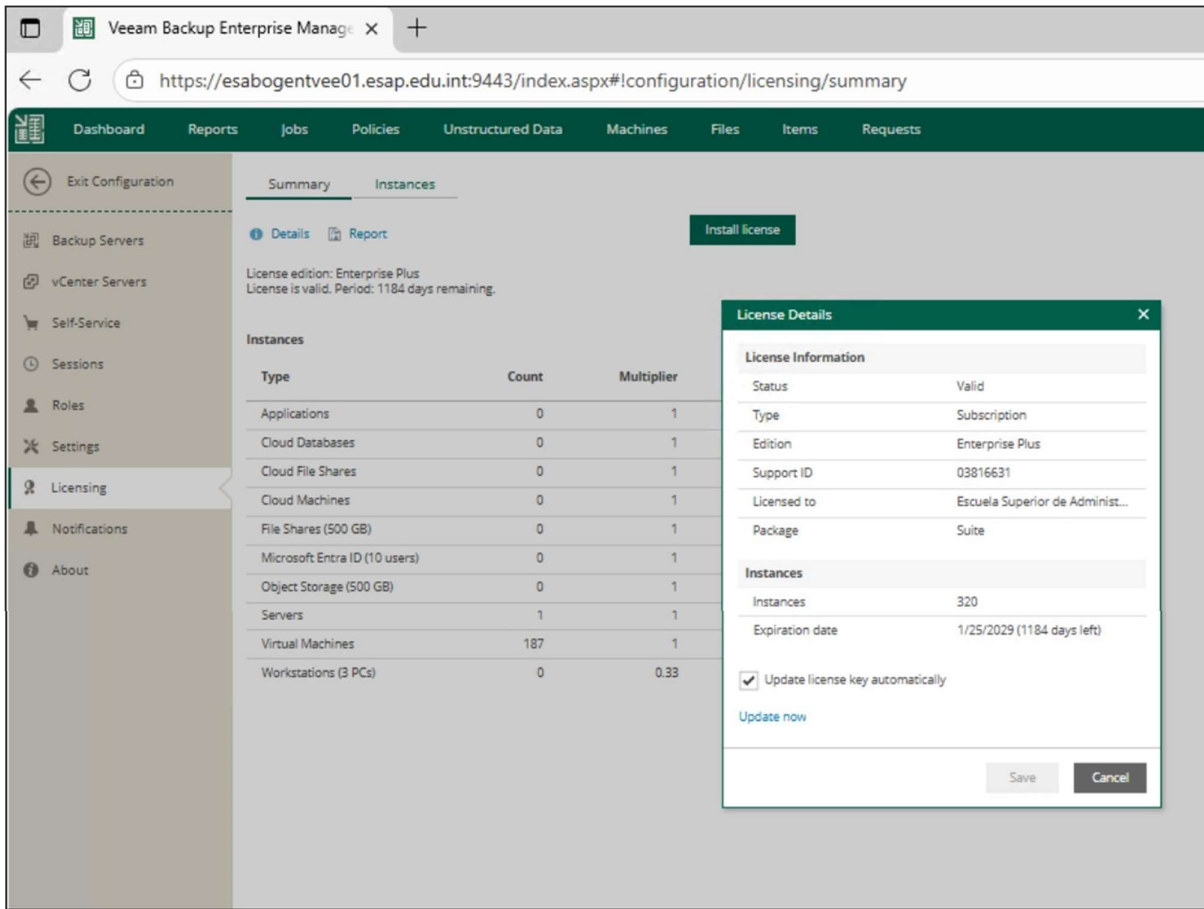 Veeam Backup Enterprise Manage
https://esabogentvee01.esap.edu.int:9443/index.aspx#!configuration/licensing/summary
Dashboard Reports Jobs Policies Unstructured Data Machines Files Items Requests
Exit Configuration
Backup Servers
vCenter Servers
Self-Service
Sessions
Roles
Settings
Licensing
Notifications
About
Summary Instances
Details Report Install license
License edition: Enterprise Plus
License is valid. Period: 1184 days remaining.
Instances
Type Count Multiplier
Applications 0 1
Cloud Databases 0 1
Cloud File Shares 0 1
Cloud Machines 0 1
File Shares (500 GB) 0 1
Microsoft Entra ID (10 users) 0 1
Object Storage (500 GB) 0 1
Servers 1 1
Virtual Machines 187 1
Workstations (3 PCs) 0 0.33
License Details
License Information
Status Valid
Type Subscription
Edition Enterprise Plus
Support ID 03816631
Licensed to Escuela Superior de Administ...
Package Suite
Instances
Instances 320
Expiration date 1/25/2029 (1184 days left)
Update license key automatically
Update now
Save Cancel